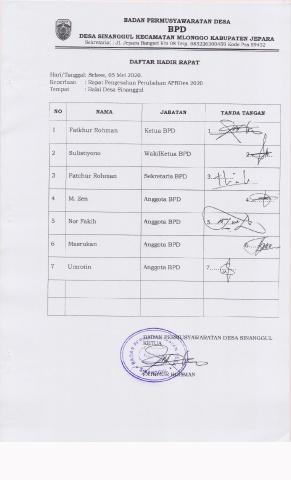 BADAN PERMUSYAWARATAN DESA
BPD
DESA SINANGGUL KECAMATAN MLONGGO KABUPATEN JEPARA
Sekretaris : Jl. Jepara Bangsri Km 08 Telp. 085226300450 Kode Pos 59452
DAFTAR HADIR RAPAT
Hari/Tanggal: Selasa, 05 Mei 2020
Keperluan : Rapat Pengesahan Perubahan APBDes 2020
Tempat : Balai Desa Sinanggul
NO NAMA JABATAN TANDA TANGAN
1 Fatkhur Rohman Ketua BPD 1.
2 Sulistiyono WakilKetua BPD 2.
3 Fatchur Rohman Sekretaris BPD 3.
4 M. Zen Anggota BPD 4.
5 Nor Fakih Anggota BPD 5.
6 Masrukan Anggota BPD 6.
7 Umrotin Anggota BPD 7.
BADAN PERMUSYAWARATAN DESA SINANGGUL
KETUA
FATKHUR ROHMAN